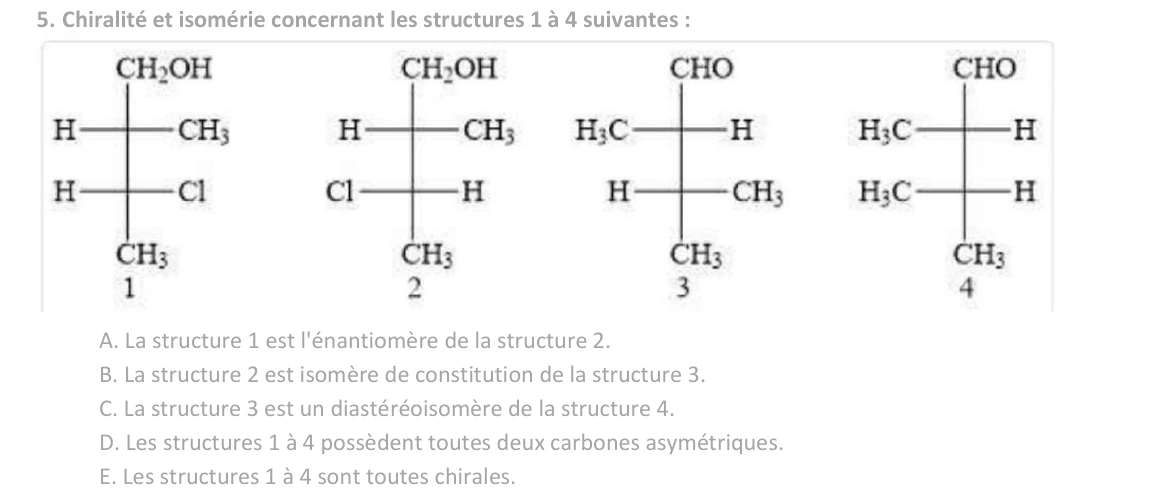 5. Chiralité et isomérie concernant les structures 1 à 4 suivantes :
CH₂OH CH₂OH CHO CHO
H CH₃ H CH₃ H₃C H H₃C H
H Cl Cl H H CH₃ H₃C H
CH₃ CH₃ CH₃ CH₃
1 2 3 4
A. La structure 1 est l'énantiomère de la structure 2.
B. La structure 2 est isomère de constitution de la structure 3.
C. La structure 3 est un diastéréoisomère de la structure 4.
D. Les structures 1 à 4 possèdent toutes deux carbones asymétriques.
E. Les structures 1 à 4 sont toutes chirales.